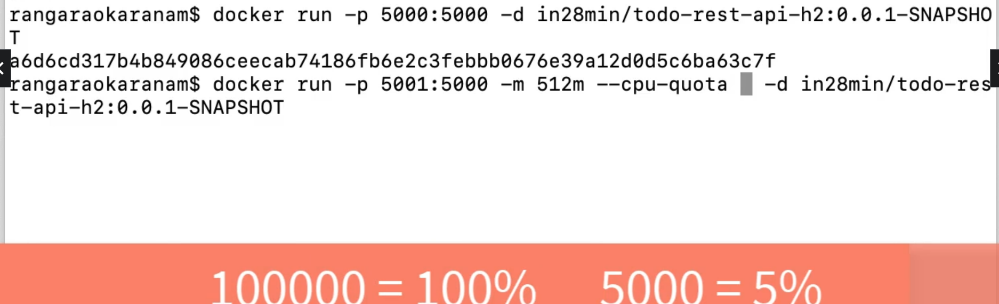 rangaraokaranam$ docker run -p 5000:5000 -d in28min/todo-rest-api-h2:0.0.1-SNAPSHO
T
a6d6cd317b4b849086ceecab74186fb6e2c3febbb0676e39a12d0d5c6ba63c7f
rangaraokaranam$ docker run -p 5001:5000 -m 512m --cpu-quota  -d in28min/todo-res
t-api-h2:0.0.1-SNAPSHOT
100000 = 100% 5000 = 5%